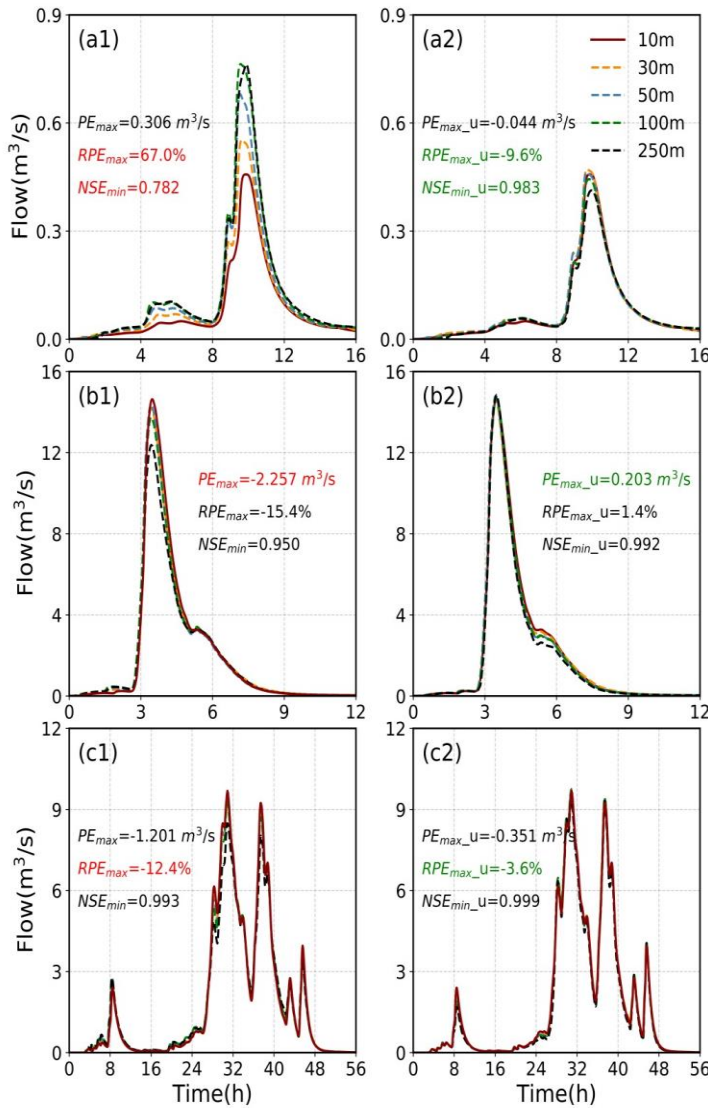 0.9
(a1)
0.6
PEmax=0.306 m³/s
RPEmax=67.0%
NSEmin=0.782
0.3
0.0
0 4 8 12 16
Flow(m³/s)
0.9
(a2)
10m
30m
50m
100m
250m
0.6
PEmax_u=-0.044 m³/s
RPEmax_u=-9.6%
NSEmin_u=0.983
0.3
0.0
0 4 8 12 16
(b1)
14
PEmax=-2.257 m³/s
RPEmax=-15.4%
NSEmin=0.950
12
8
4
0
0 3 6 9 12
Flow(m³/s)
(b2)
14
PEmax_u=0.203 m³/s
RPEmax_u=1.4%
NSEmin_u=0.992
12
8
4
0
0 3 6 9 12
12
(c1)
9
PEmax=-1.201 m³/s
RPEmax=-12.4%
NSEmin=0.993
6
3
0
0 8 16 24 32 40 48 56
Flow(m³/s)
Time(h)
12
(c2)
9
PEmax_u=-0.351 m³/s
RPEmax_u=-3.6%
NSEmin_u=0.999
6
3
0
0 8 16 24 32 40 48 56
Time(h)